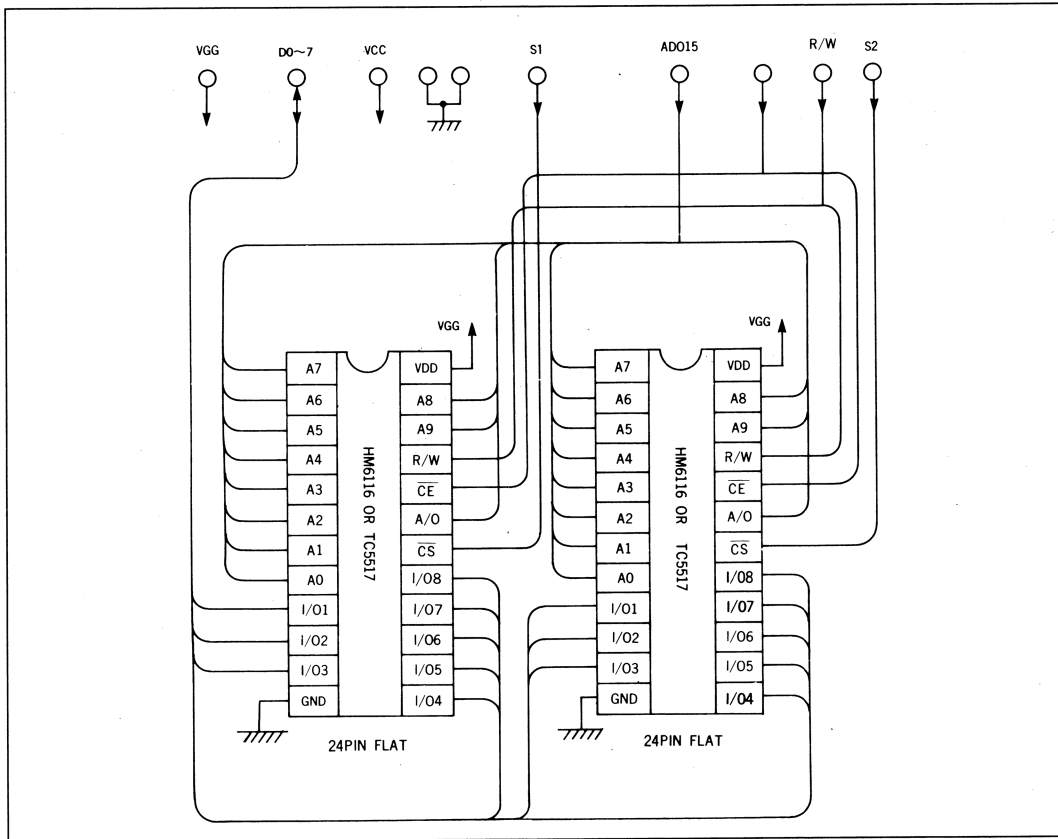 VGG D0~7 VCC S1 ADO15 R/W S2
VGG
VGG
A7 VDD
A6 A8
A5 A9
A4 R/W
A3 CE
A2 A/O
A1 CS
A0 I/O8
I/O1 I/O7
I/O2 I/O6
I/O3 I/O5
GND I/O4
HM6116 OR TC5517
24PIN FLAT
A7 VDD
A6 A8
A5 A9
A4 R/W
A3 CE
A2 A/O
A1 CS
A0 I/O8
I/O1 I/O7
I/O2 I/O6
I/O3 I/O5
GND I/O4
HM6116 OR TC5517
24PIN FLAT